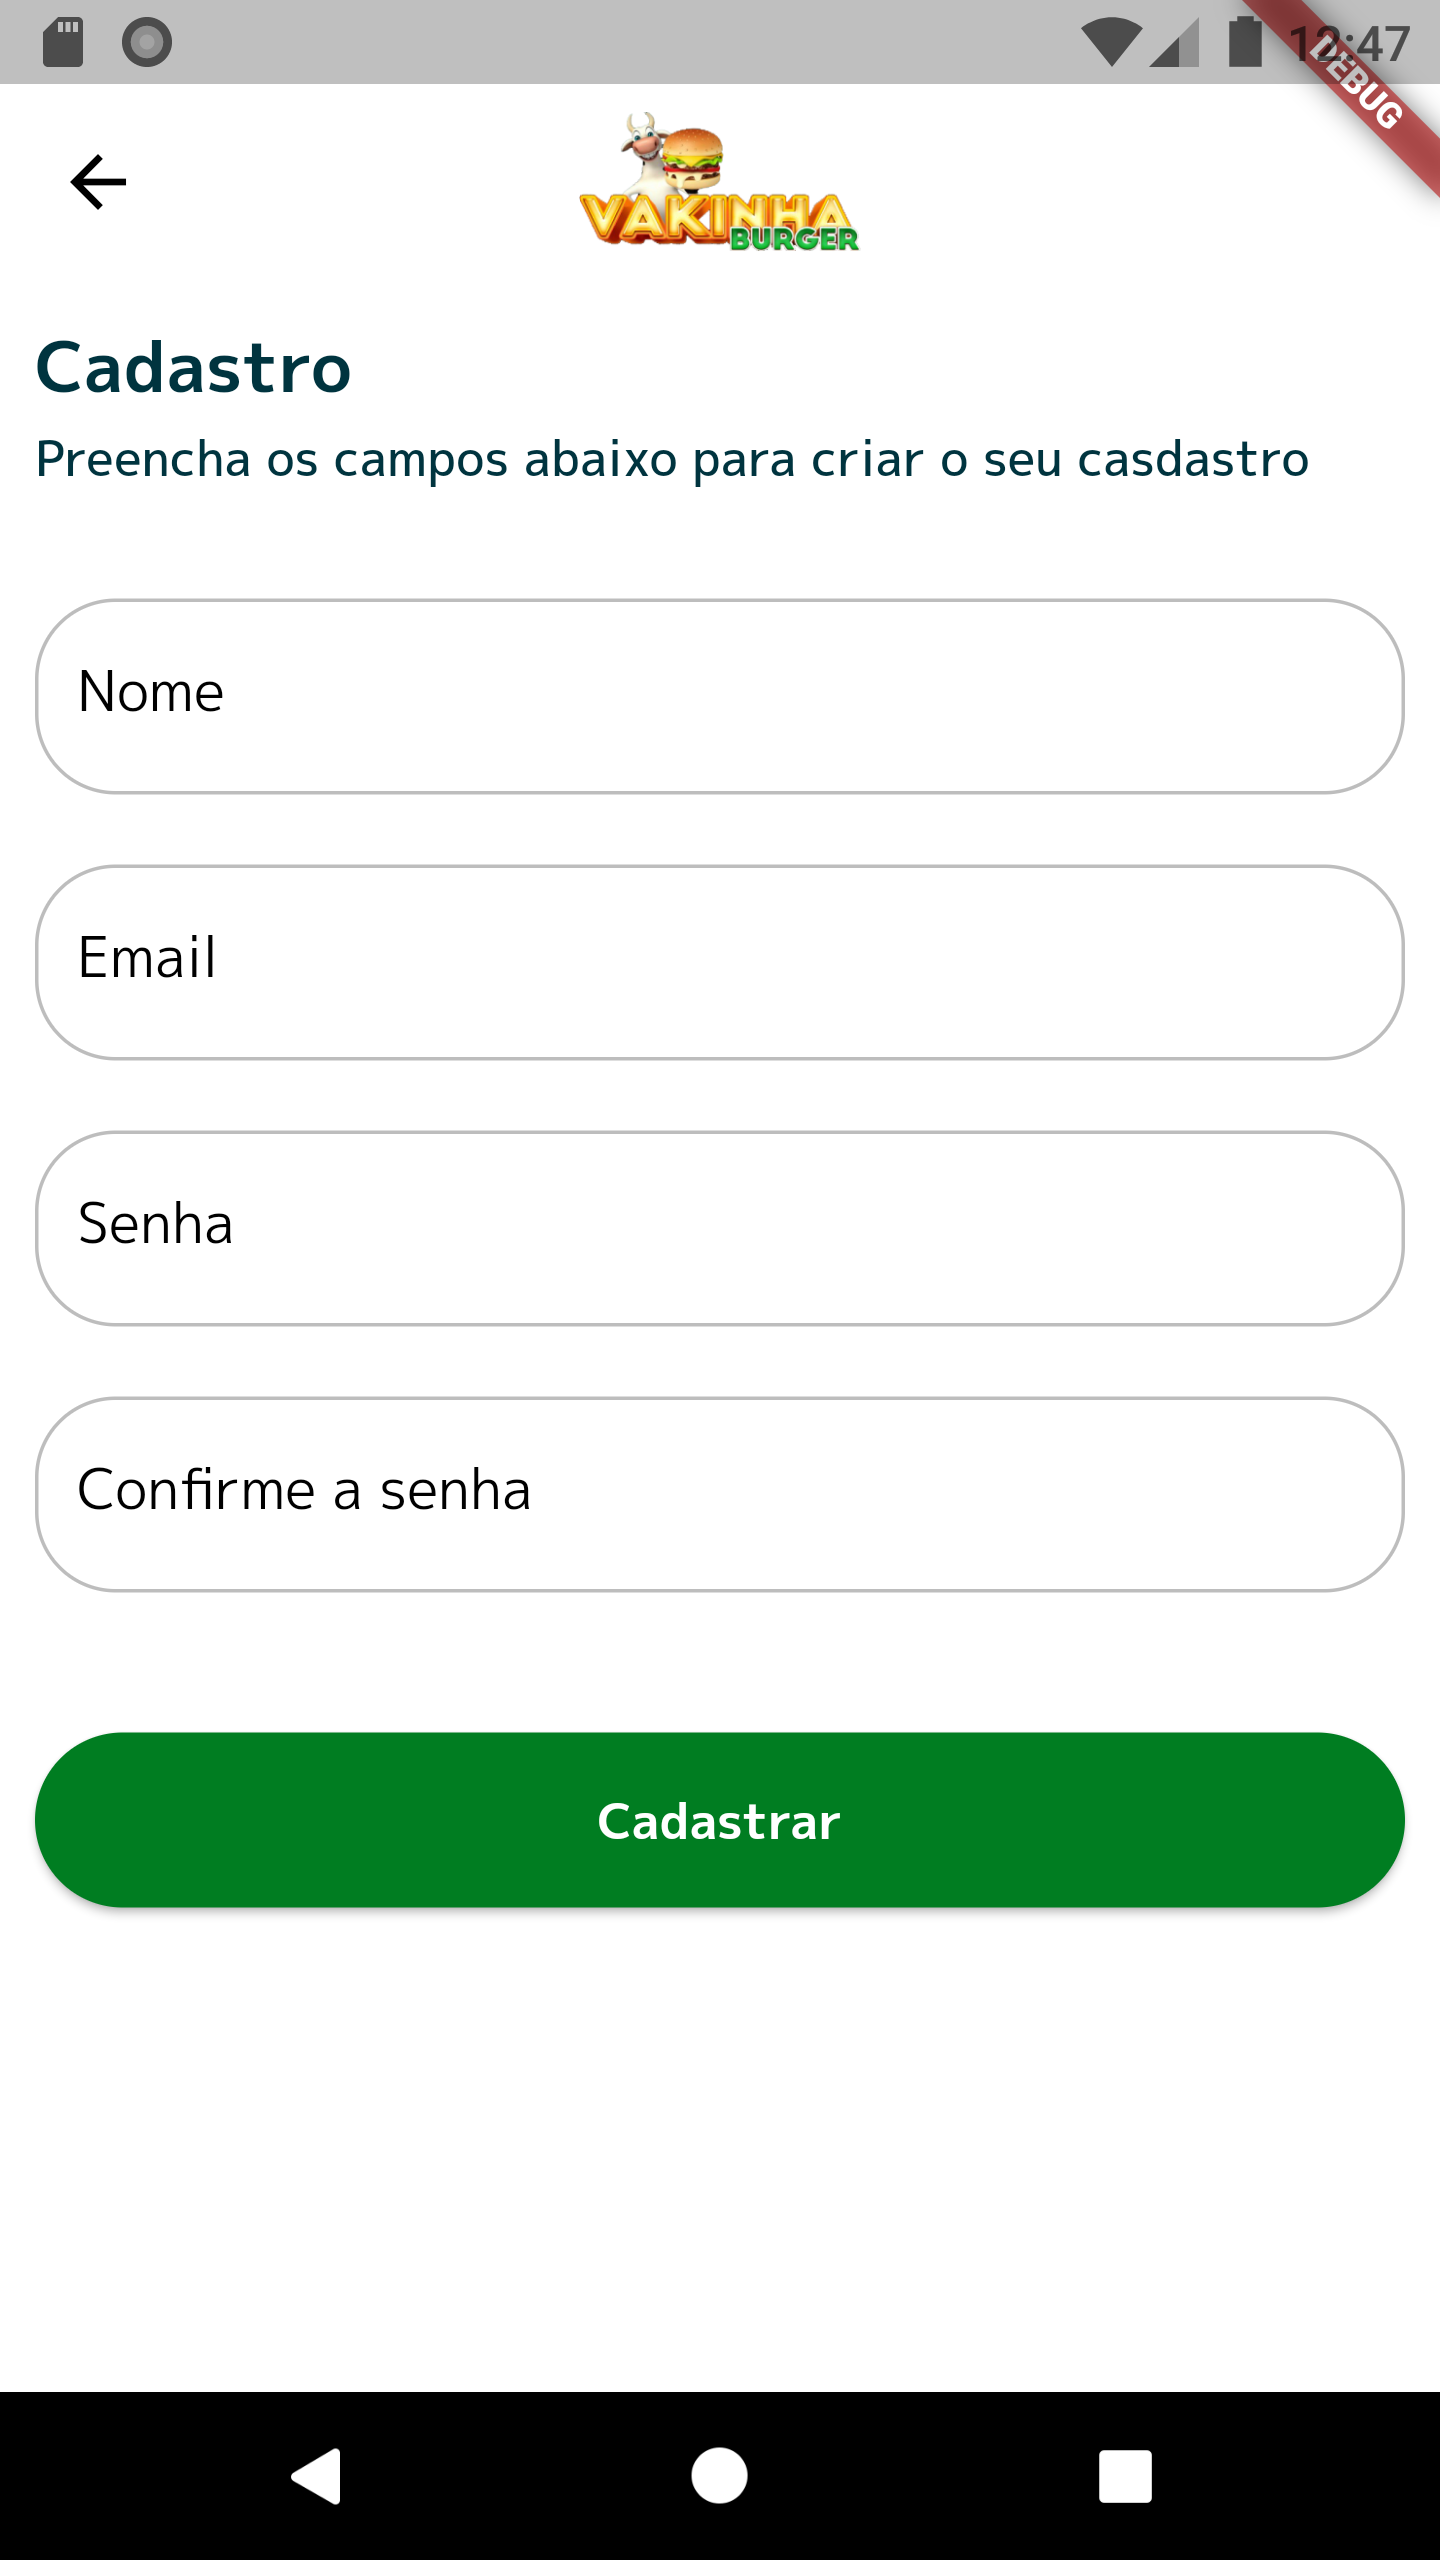 12:47
DEBUG
VAKINHA
BURGER
Cadastro
Preencha os campos abaixo para criar o seu casdastro
Nome
Email
Senha
Confirme a senha
Cadastrar